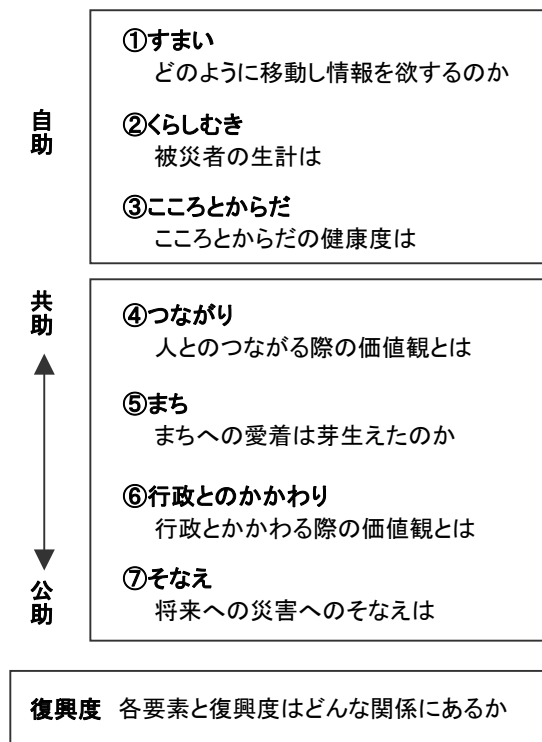 ①すまい
どのように移動し情報を欲するのか
自助
②くらしむき
被災者の生計は
③こころとからだ
こころとからだの健康度は
共助
④つながり
人とのつながる際の価値観とは
⑤まち
まちへの愛着は芽生えたのか
⑥行政とのかかわり
行政とかかわる際の価値観とは
⑦そなえ
将来への災害へのそなえは
公助
復興度 各要素と復興度はどんな関係にあるか